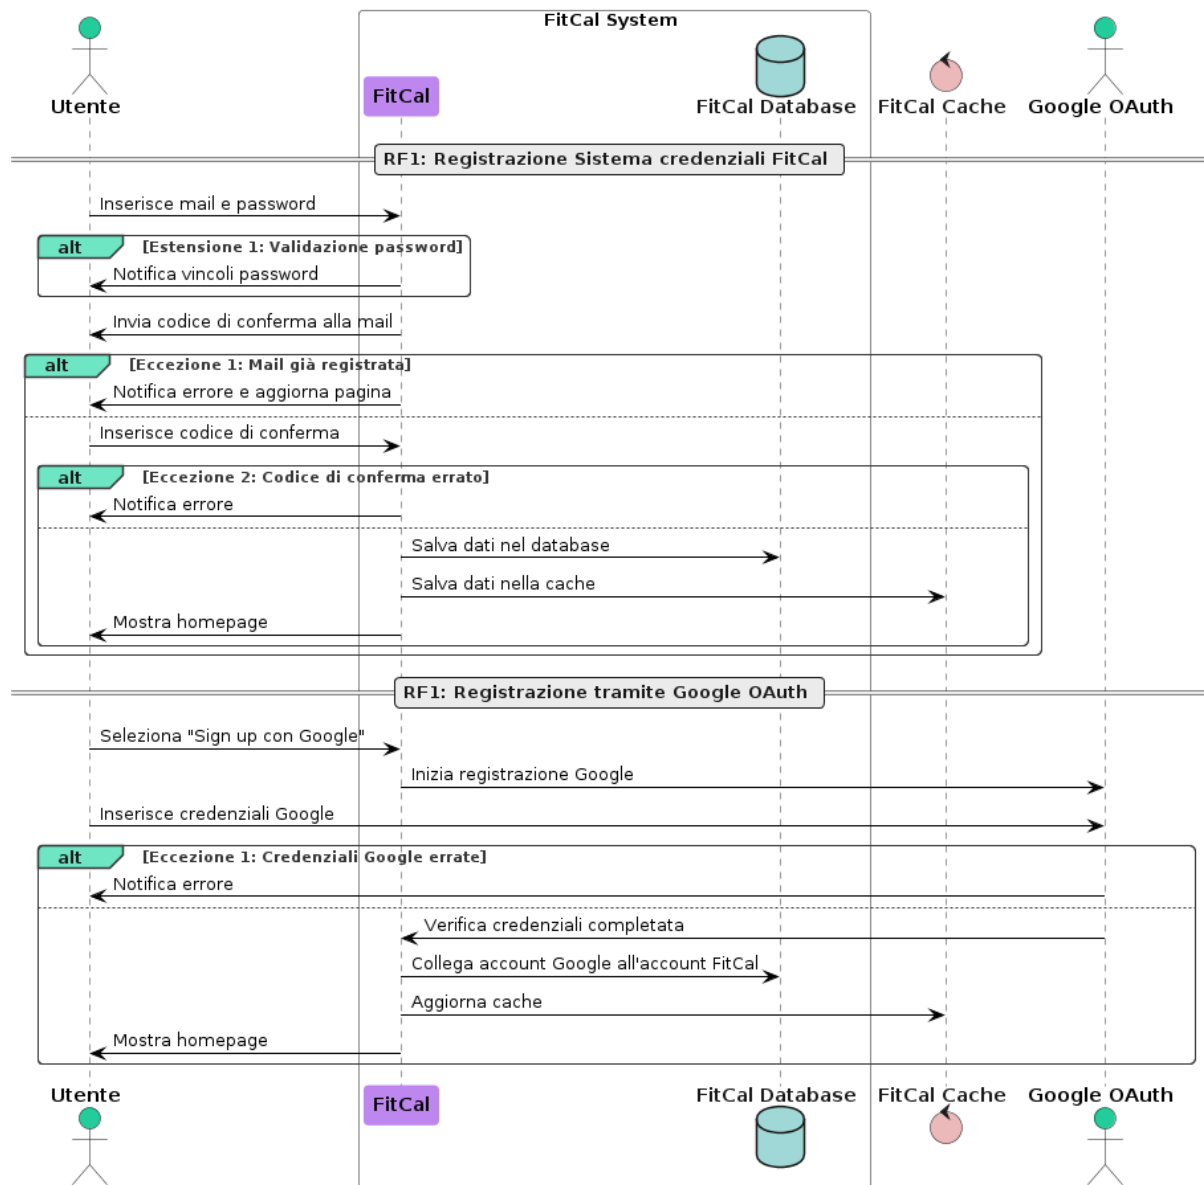 FitCal System
Utente
FitCal
FitCal Database
FitCal Cache
Google OAuth
RF1: Registrazione Sistema credenziali FitCal
Inserisce mail e password
alt
[Estensione 1: Validazione password]
Notifica vincoli password
Invia codice di conferma alla mail
alt
[Eccezione 1: Mail già registrata]
Notifica errore e aggiorna pagina
Inserisce codice di conferma
alt
[Eccezione 2: Codice di conferma errato]
Notifica errore
Salva dati nel database
Salva dati nella cache
Mostra homepage
RF1: Registrazione tramite Google OAuth
Seleziona "Sign up con Google"
Inizia registrazione Google
Inserisce credenziali Google
alt
[Eccezione 1: Credenziali Google errate]
Notifica errore
Verifica credenziali completata
Collega account Google all'account FitCal
Aggiorna cache
Mostra homepage
Utente
FitCal
FitCal Database
FitCal Cache
Google OAuth